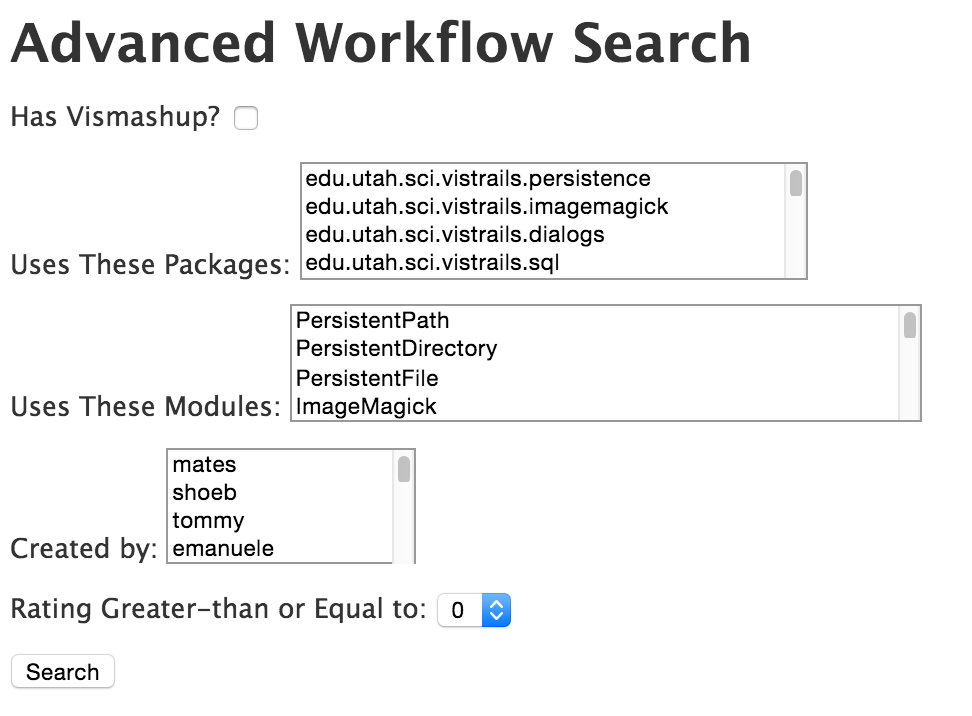 Advanced Workflow Search
Has Vismashup?
edu.utah.sci.vistrails.persistence
edu.utah.sci.vistrails.imagemagick
edu.utah.sci.vistrails.dialogs
Uses These Packages: edu.utah.sci.vistrails.sql
PersistentPath
PersistentDirectory
PersistentFile
Uses These Modules: ImageMagick
mates
shoeb
tommy
Created by: emanuele
Rating Greater-than or Equal to: 0
Search